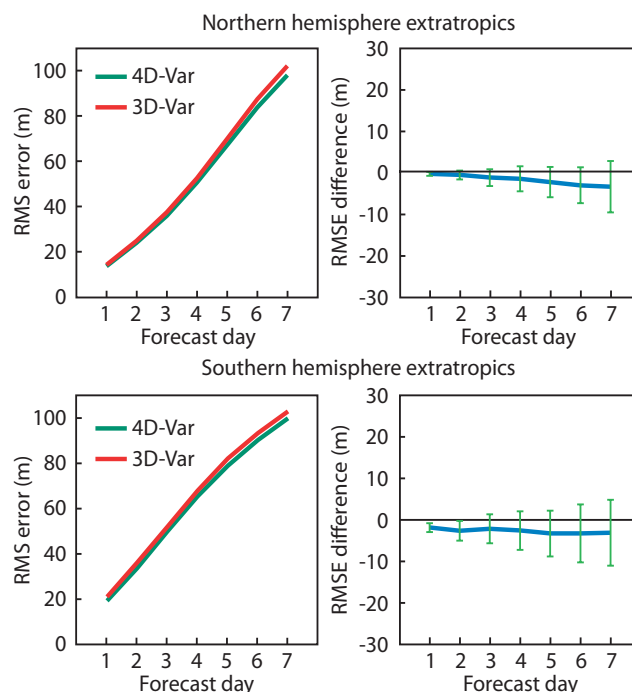 Northern hemisphere extratropics
RMS error (m)
100
80
60
40
20
0
4D-Var
3D-Var
1 2 3 4 5 6 7
Forecast day
RMSE difference (m)
30
20
10
0
-10
-20
-30
1 2 3 4 5 6 7
Forecast day
Southern hemisphere extratropics
RMS error (m)
100
80
60
40
20
0
4D-Var
3D-Var
1 2 3 4 5 6 7
Forecast day
RMSE difference (m)
30
20
10
0
-10
-20
-30
1 2 3 4 5 6 7
Forecast day